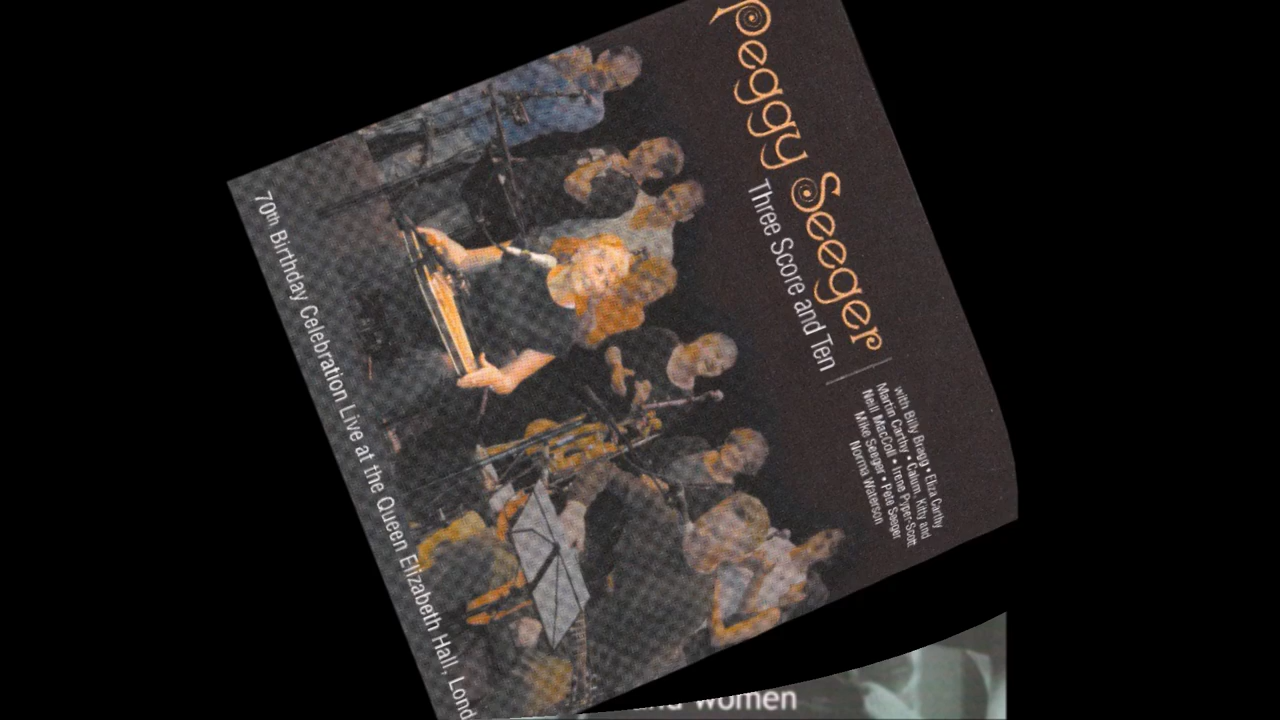 Peggy Seeger
Three Score and Ten
with Billy Bragg • Eliza Carthy
Martin Carthy • Calum, Kitty and
Neill MacColl • Irene Pyper-Scott
Mike Seeger • Pete Seeger
Norma Waterson
70th Birthday Celebration Live at the Queen Elizabeth Hall, Lond
women